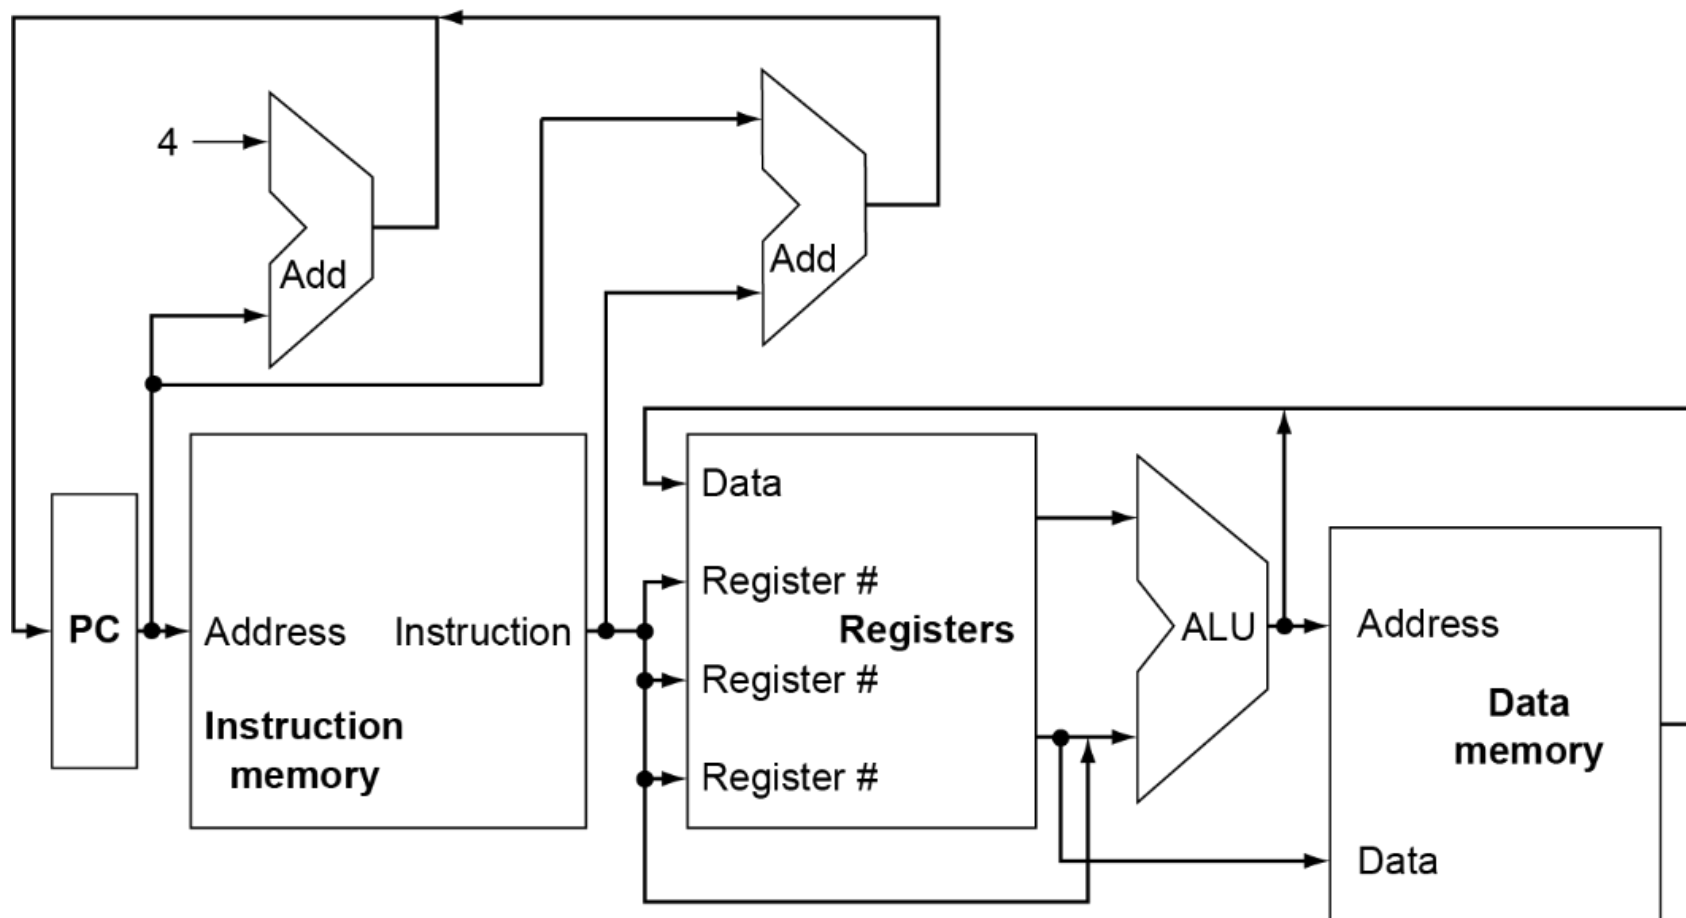 4
Add
Add
PC
Address
Instruction
Instruction
memory
Data
Register #
Registers
Register #
Register #
ALU
Address
Data
memory
Data